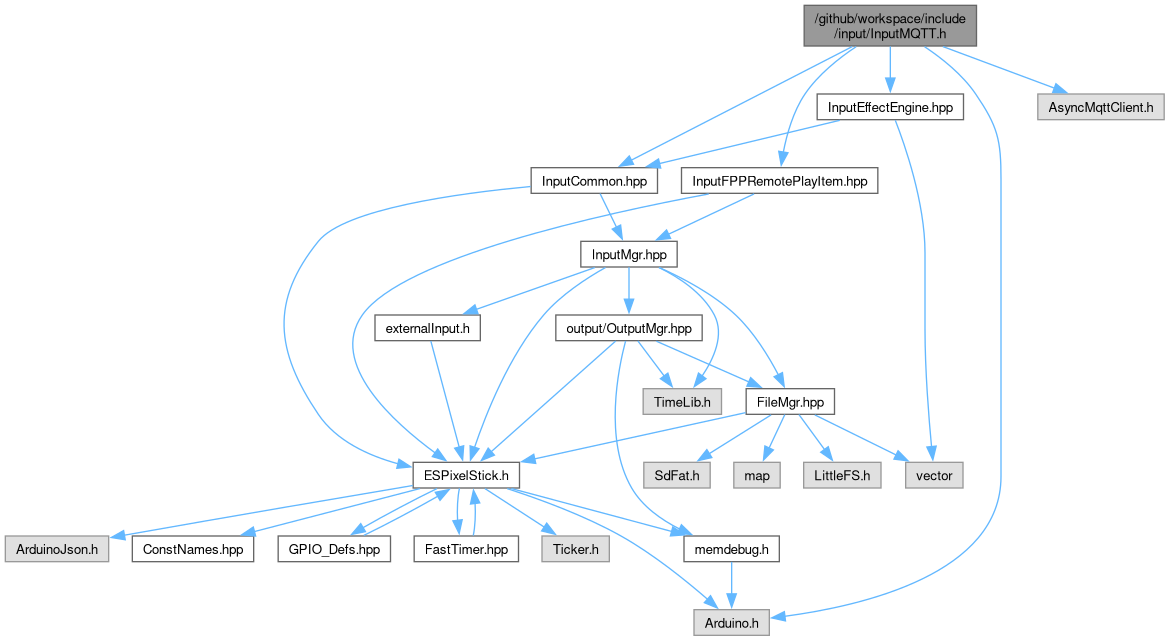 /github/workspace/include
/input/InputMQTT.h
InputEffectEngine.hpp
AsyncMqttClient.h
InputCommon.hpp
InputFPPRemotePlayItem.hpp
InputMgr.hpp
externalInput.h
output/OutputMgr.hpp
TimeLib.h
FileMgr.hpp
ESPixelStick.h
SdFat.h
map
LittleFS.h
vector
ArduinoJson.h
ConstNames.hpp
GPIO_Defs.hpp
FastTimer.hpp
Ticker.h
memdebug.h
Arduino.h